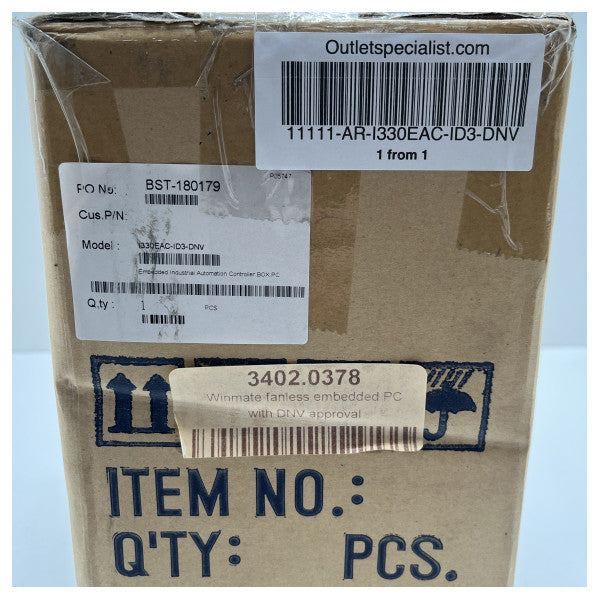 Outletspecialist.com
11111-AR-I330EAC-ID3-DNV
1 from 1
PO No: BST-180179
Cus.P/N:
Model : I330EAC-ID3-DNV
Embedded Industrial Automation Controller BOX PC
Q,ty : 1 PCS
3402.0378
Winmate fanless embedded PC
with DNV approval
ITEM NO.:
Q'TY: PCS.